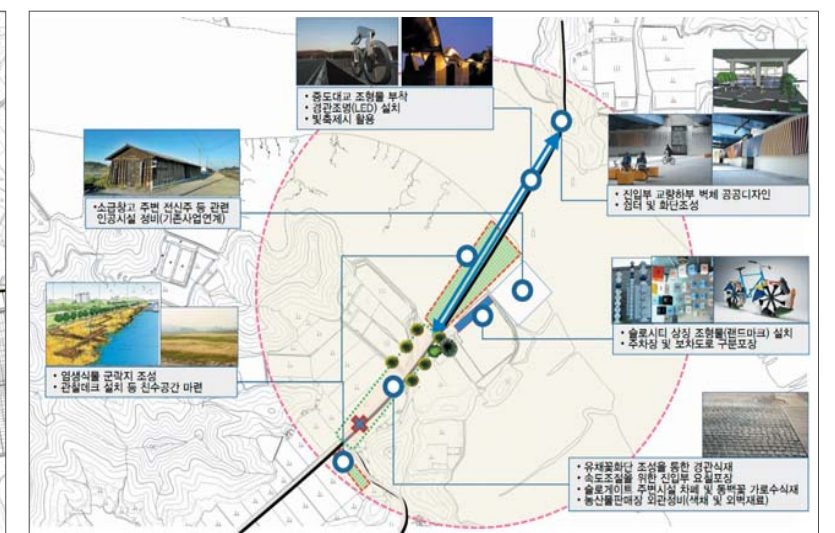 • 증도대교 조형물 부착
• 경관조명(LED) 설치
• 빛축제시 활용
• 진입부 교량하부 벽체 공공디자인
• 쉼터 및 화단조성
•소금창고 주변 전신주 등 관련
인공시설 정비(기존사업연계)
• 슬로시티 상징 조형물(랜드마크) 설치
• 주차장 및 보차도로 구분포장
• 염생식물 군락지 조성
• 관찰데크 설치 등 친수공간 마련
• 유채꽃화단 조성을 통한 경관식재
• 속도조절을 위한 진입부 요철포장
• 슬로게이트 주변시설 차폐 및 동백꽃 가로수식재
• 농산물판매장 외관정비(색채 및 외벽재료)